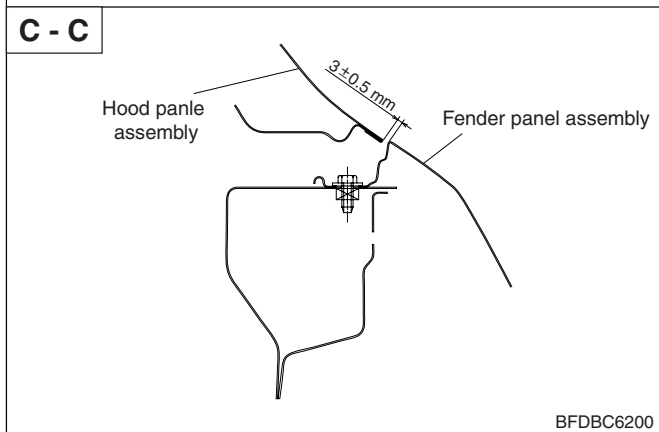 C - C
3±0.5 mm
Hood panle
assembly
Fender panel assembly
BFDBC6200